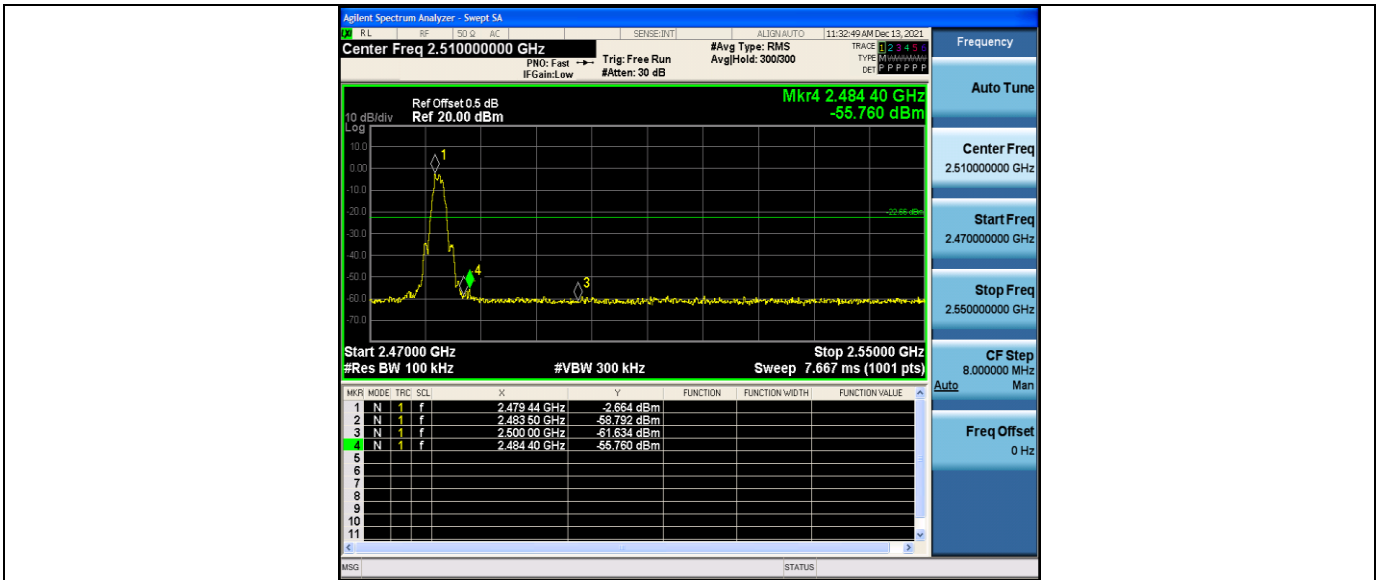 Agilent Spectrum Analyzer - Swept SA
RL RF 50 Ω AC SENSE:INT ALIGN AUTO 11:32:49 AM Dec 13, 2021
Center Freq 2.510000000 GHz #Avg Type: RMS TRACE 1 2 3 4 5 6
PNO: Fast Trig: Free Run Avg|Hold: 300/300 TYPE M
IFGain:Low #Atten: 30 dB DET P P P P P P
Mkr4 2.484 40 GHz
Ref Offset 0.5 dB
10 dB/div Ref 20.00 dBm -55.760 dBm
Log
10.0
0.00
-10.0
-20.0
-30.0
-40.0
-50.0
-60.0
-70.0
1
-22.66 dBm
4
3
Start 2.47000 GHz Stop 2.55000 GHz
#Res BW 100 kHz #VBW 300 kHz Sweep 7.667 ms (1001 pts)
MKR MODE TRC SCL X Y FUNCTION FUNCTION WIDTH FUNCTION VALUE
1 N 1 f 2.479 44 GHz -2.664 dBm
2 N 1 f 2.483 50 GHz -58.792 dBm
3 N 1 f 2.500 00 GHz -61.634 dBm
4 N 1 f 2.484 40 GHz -55.760 dBm
5
6
7
8
9
10
11
MSG STATUS
Frequency
Auto Tune
Center Freq
2.510000000 GHz
Start Freq
2.470000000 GHz
Stop Freq
2.550000000 GHz
CF Step
8.000000 MHz
Auto Man
Freq Offset
0 Hz